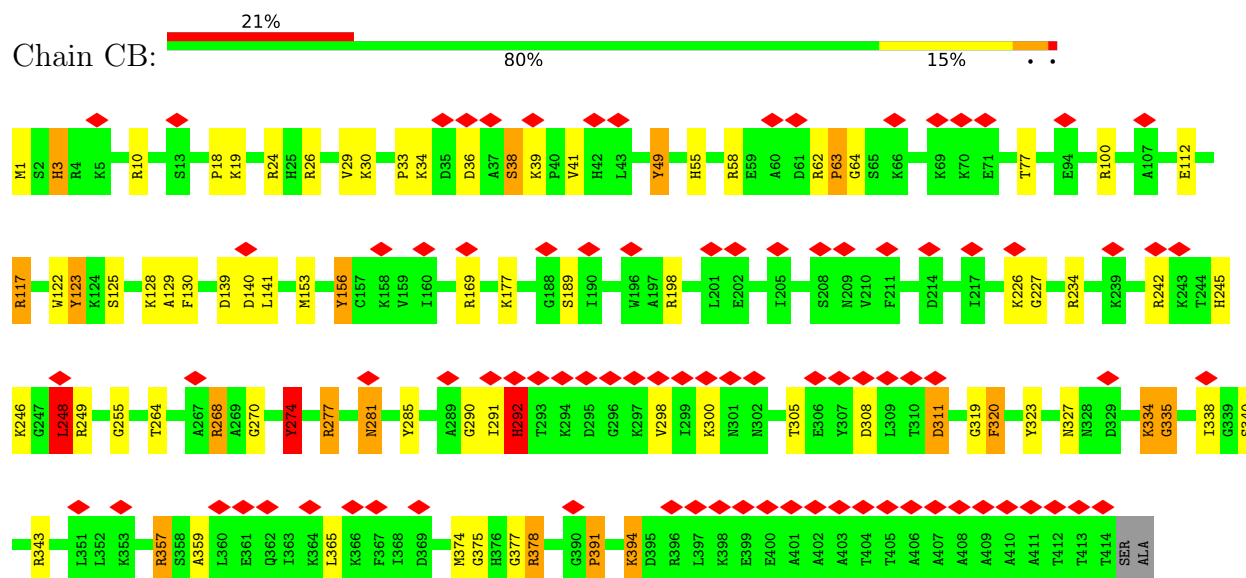 21%
Chain CB:
80% 15% • •
M1 S2 H3 R4 K5 R10 S13 P18 K19 R24 H25 R26 V29 K30 P33 K34 D35 D36 A37 S38 K39 P40 V41 H42 L43 Y49 H55 R58 E59 A60 D61 R62 P63 G64 S65 K66 K69 K70 E71 T77 E94 R100 A107 E112
R117 W122 Y123 K124 S125 K128 A129 F130 D139 D140 L141 M153 Y156 C157 K158 V159 I160 R169 K177 G188 S189 I190 W196 A197 R198 L201 E202 I205 S208 N209 V210 F211 D214 I217 K226 G227 R234 K239 R242 K243 T244 H245
K246 G247 L248 R249 G255 T264 A267 R268 A269 G270 Y274 R277 N281 Y285 A289 G290 I291 H292 T293 K294 D295 G296 K297 V298 I299 K300 N301 N302 T305 E306 Y307 D308 L309 T310 D311 G319 F320 Y323 N327 N328 D329 K334 G335 I338 G339 S340
R343 L351 L352 K353 R357 S358 A359 L360 E361 Q362 I363 K364 L365 K366 F367 I368 D369 M374 G375 H376 G377 R378 G390 P391 K394 D395 R396 L397 K398 E399 E400 A401 A402 A403 T404 T405 A406 A407 A408 A409 A410 A411 T412 T413 T414 SER ALA